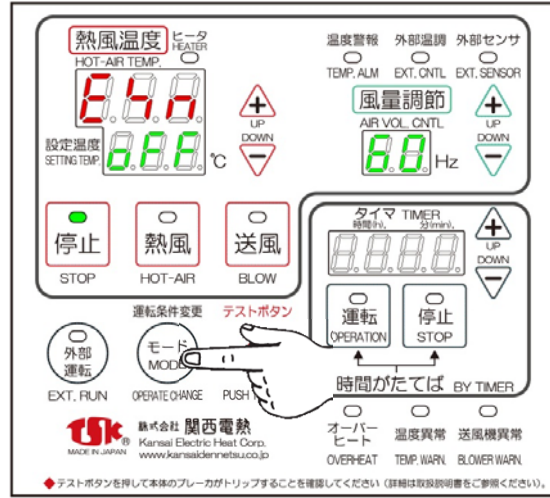 熱風温度
ヒータ
HEATER
HOT-AIR TEMP.
UP
DOWN
設定温度
SETTING TEMP.
oFF
℃
温度警報 外部温調 外部センサ
TEMP. ALM EXT. CNTL EXT. SENSOR
風量調節
AIR VOL. CNTL
60 Hz
UP
DOWN
停止 熱風 送風
STOP HOT-AIR BLOW
タイマ TIMER
時間(h). 分(min).
UP
DOWN
運転
OPERATION
停止
STOP
時間がたてば BY TIMER
運転条件変更 テストボタン
外部
運転
モード
MODE
EXT. RUN OPERATE CHANGE PUSH
オーバー
ヒート
温度異常 送風機異常
OVERHEAT TEMP. WARN. BLOWER WARN.
TSK
®
MADE IN JAPAN
株式会社 関西電熱
Kansai Electric Heat Corp.
www.kansaidennetsu.co.jp
◆テストボタンを押して本体のブレーカがトリップすることを確認してください（詳細は取扱説明書をご参照ください）。